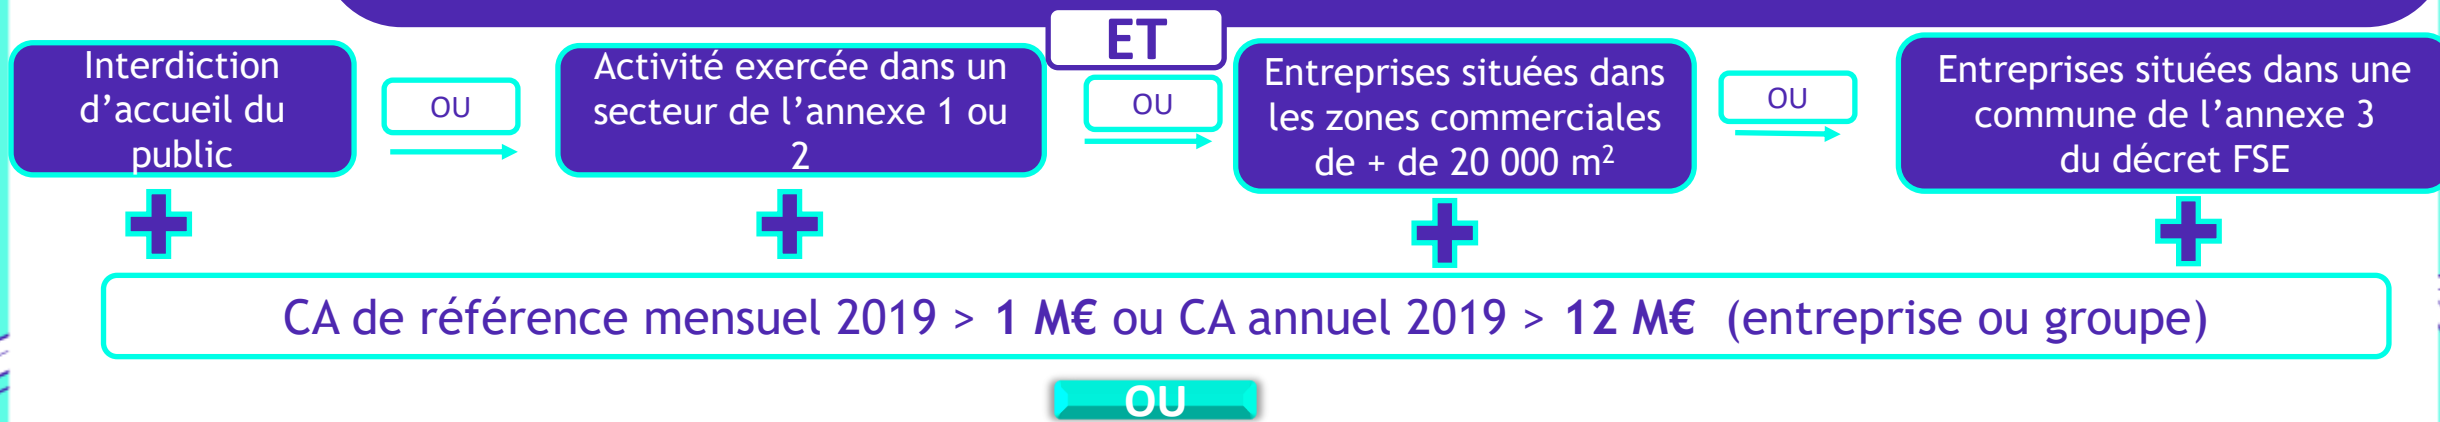 ET
Interdiction
d’accueil du
public
OU
Activité exercée dans un
secteur de l’annexe 1 ou
2
OU
Entreprises situées dans
les zones commerciales
de + de 20 000 m²
OU
Entreprises situées dans une
commune de l’annexe 3
du décret FSE
CA de référence mensuel 2019 > 1 M€ ou CA annuel 2019 > 12 M€ (entreprise ou groupe)
OU